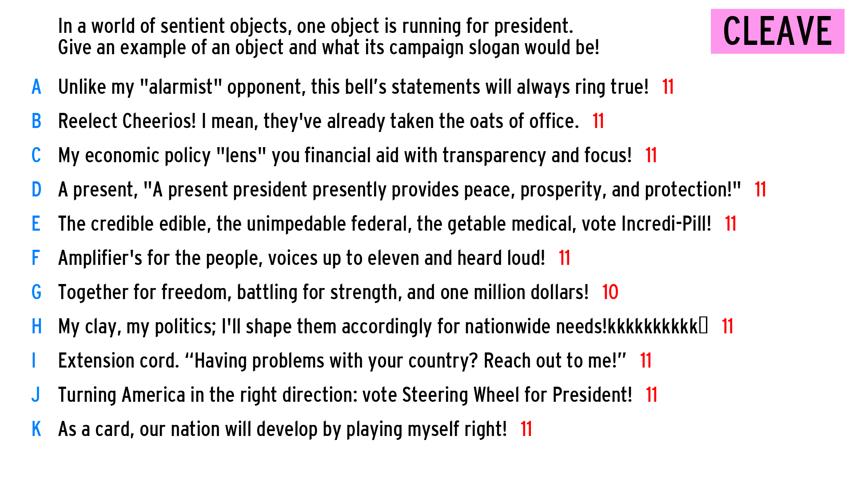 In a world of sentient objects, one object is running for president.
Give an example of an object and what its campaign slogan would be!
CLEAVE
A Unlike my "alarmist" opponent, this bell’s statements will always ring true! 11
B Reelect Cheerios! I mean, they've already taken the oats of office. 11
C My economic policy "lens" you financial aid with transparency and focus! 11
D A present, "A present president presently provides peace, prosperity, and protection!" 11
E The credible edible, the unimpedable federal, the getable medical, vote Incredi-Pill! 11
F Amplifier's for the people, voices up to eleven and heard loud! 11
G Together for freedom, battling for strength, and one million dollars! 10
H My clay, my politics; I'll shape them accordingly for nationwide needs!kkkkkkkkkk▯ 11
I Extension cord. “Having problems with your country? Reach out to me!” 11
J Turning America in the right direction: vote Steering Wheel for President! 11
K As a card, our nation will develop by playing myself right! 11